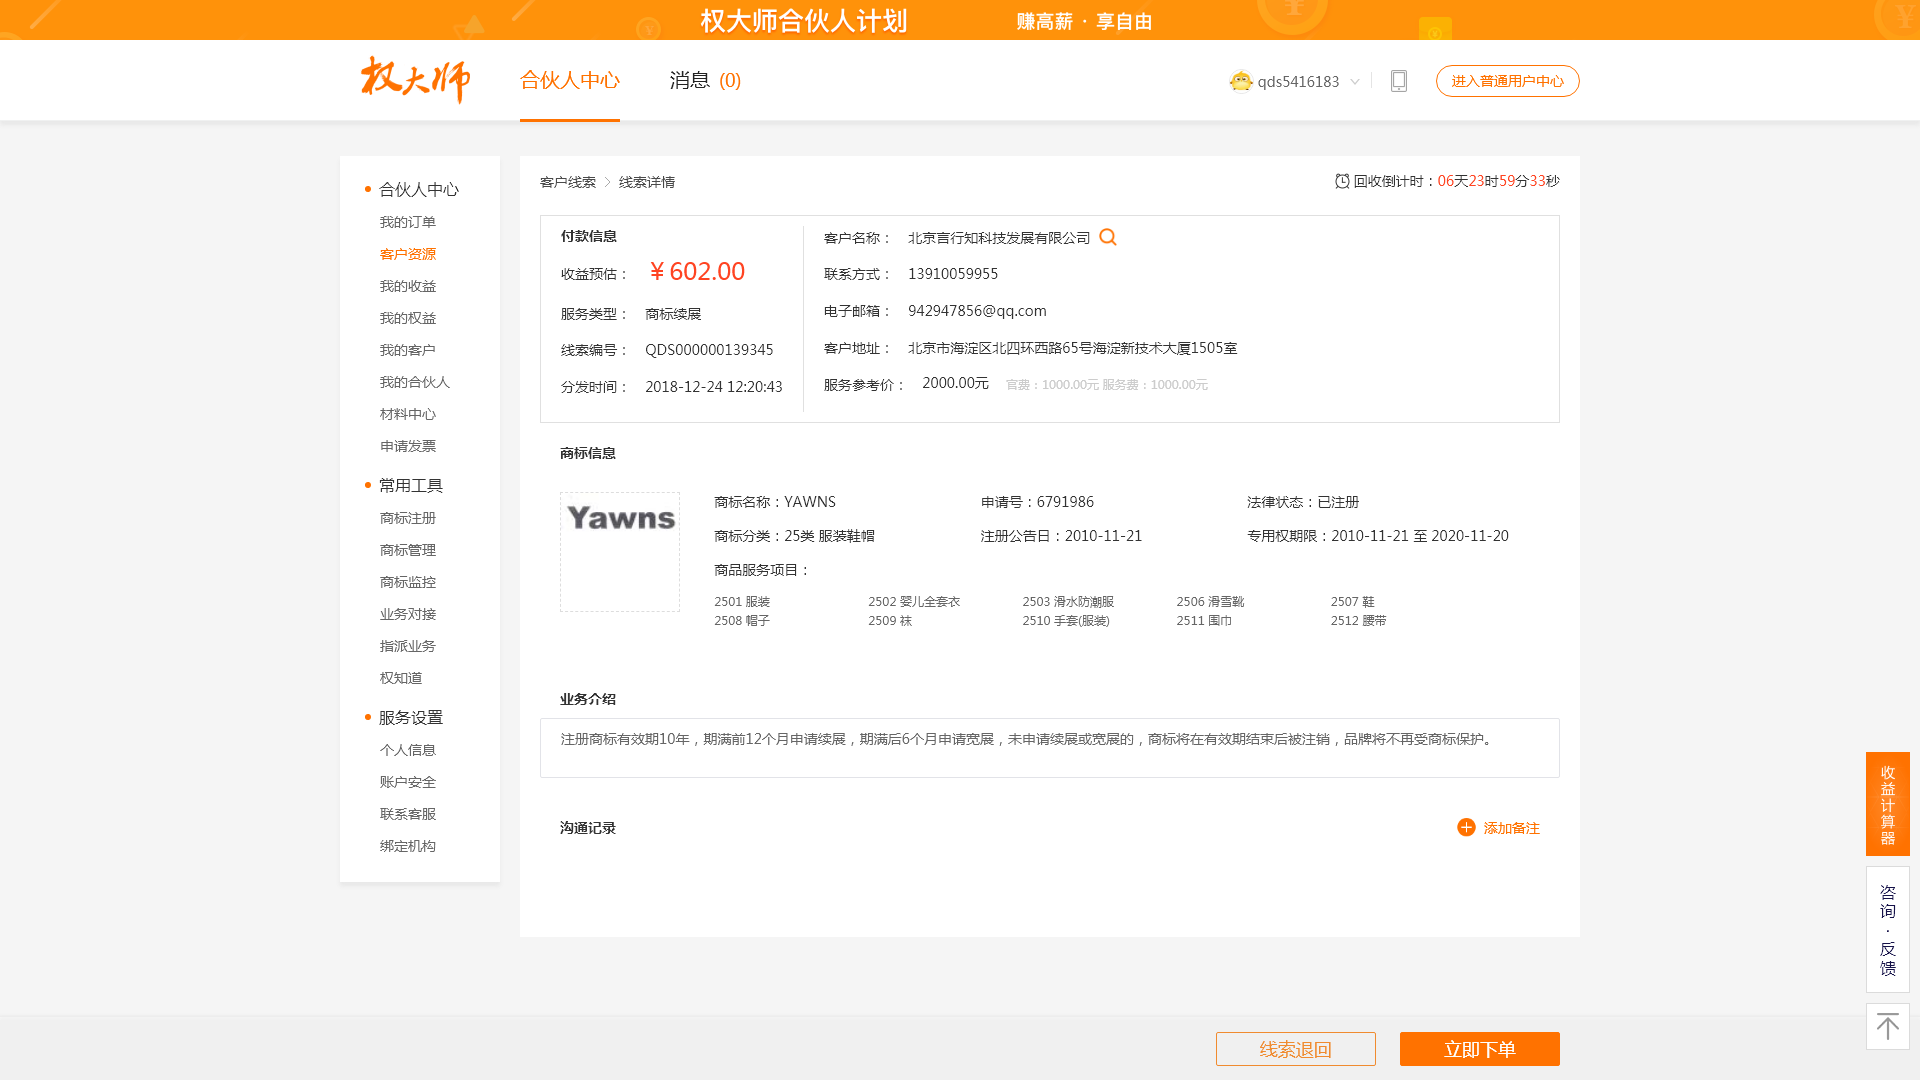 权大师合伙人计划 赚高薪 · 享自由
权大师 合伙人中心 消息 (0) qds5416183 进入普通用户中心
合伙人中心
我的订单
客户资源
我的收益
我的权益
我的客户
我的合伙人
材料中心
申请发票
常用工具
商标注册
商标管理
商标监控
业务对接
指派业务
权知道
服务设置
个人信息
账户安全
联系客服
绑定机构
客户线索 > 线索详情 回收倒计时：06天23时59分33秒
付款信息
收益预估： ￥602.00
服务类型： 商标续展
线索编号： QDS000000139345
分发时间： 2018-12-24 12:20:43
客户名称： 北京言行知科技发展有限公司
联系方式： 13910059955
电子邮箱： 942947856@qq.com
客户地址： 北京市海淀区北四环西路65号海淀新技术大厦1505室
服务参考价： 2000.00元 官费：1000.00元 服务费：1000.00元
商标信息
Yawns
商标名称：YAWNS 申请号：6791986 法律状态：已注册
商标分类：25类 服装鞋帽 注册公告日：2010-11-21 专用权期限：2010-11-21 至 2020-11-20
商品服务项目：
2501 服装 2502 婴儿全套衣 2503 滑水防潮服 2506 滑雪靴 2507 鞋
2508 帽子 2509 袜 2510 手套(服装) 2511 围巾 2512 腰带
业务介绍
注册商标有效期10年，期满前12个月申请续展，期满后6个月申请宽展，未申请续展或宽展的，商标将在有效期结束后被注销，品牌将不再受商标保护。
沟通记录 添加备注
收益计算器
咨询·反馈
线索退回 立即下单